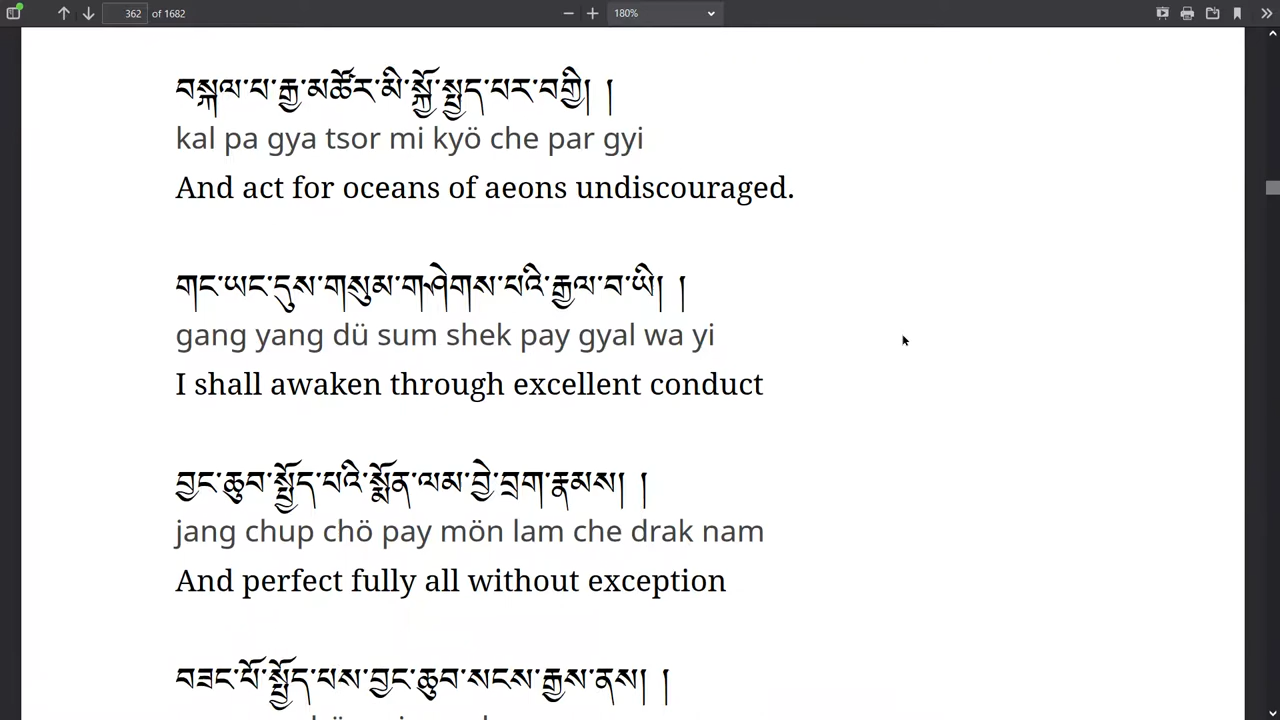 362 of 1682
180%
བསྐལ་པ་རྒྱ་མཚོར་མི་སྐྱོ་སྤྱད་པར་བགྱི། །
kal pa gya tsor mi kyö che par gyi
And act for oceans of aeons undiscouraged.
གང་ཡང་དུས་གསུམ་གཤེགས་པའི་རྒྱལ་བ་ཡི། །
gang yang dü sum shek pay gyal wa yi
I shall awaken through excellent conduct
བྱང་ཆུབ་སྤྱོད་པའི་སྨོན་ལམ་བྱེ་བྲག་རྣམས། །
jang chup chö pay mön lam che drak nam
And perfect fully all without exception
བཟང་པོ་སྤྱོད་པས་བྱང་ཆུབ་སངས་རྒྱས་ནས། །